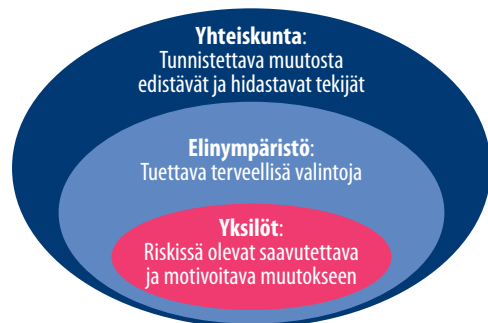 Yhteiskunta:
Tunnistettava muutosta
edistävät ja hidastavat tekijät
Elinympäristö:
Tuettava terveellisä valintoja
Yksilöt:
Riskissä olevat saavutettava
ja motivoitava muutokseen